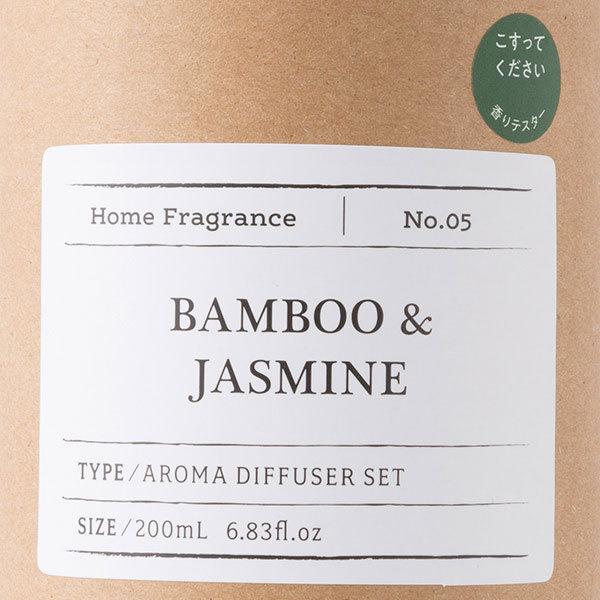 こすって
ください
香りテスター
Home Fragrance | No.05
BAMBOO &
JASMINE
TYPE/AROMA DIFFUSER SET
SIZE/200mL 6.83fl.oz